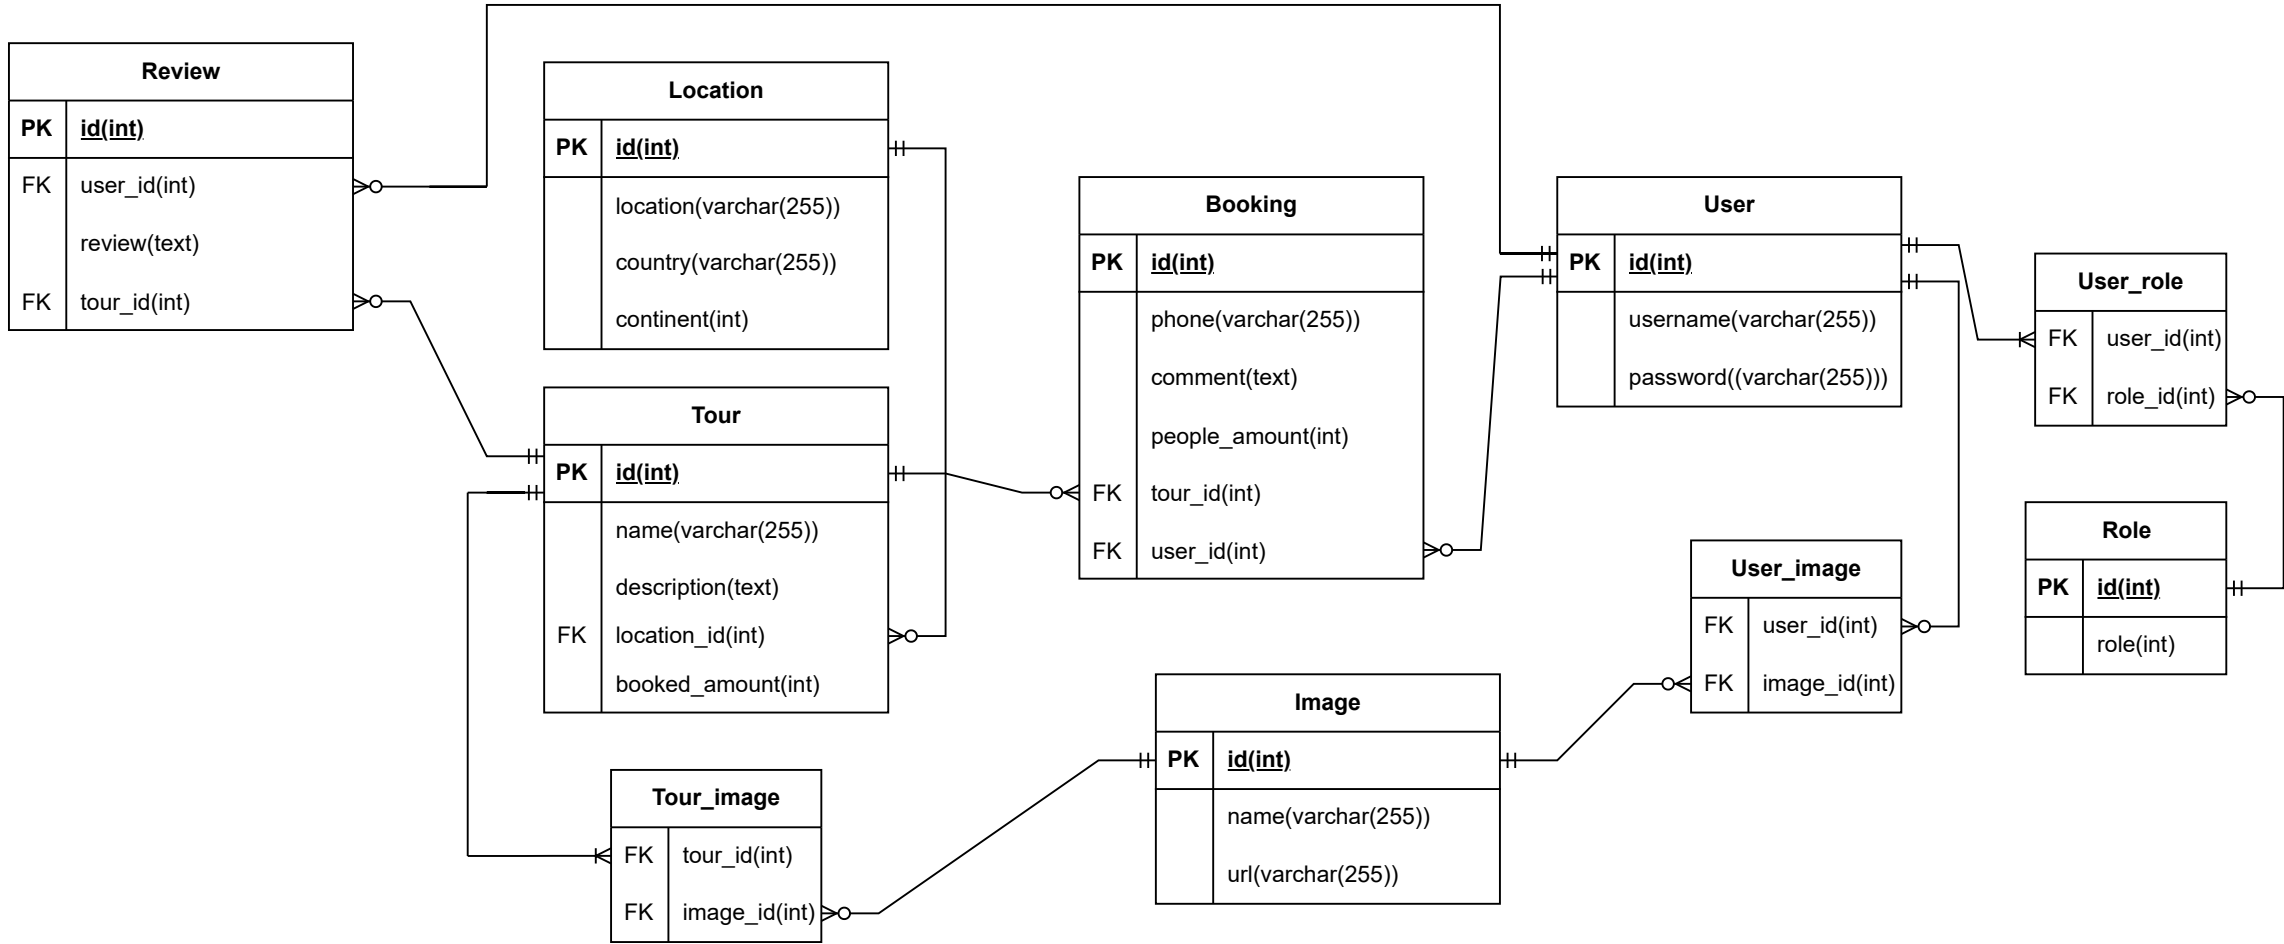 Review
PK id(int)
FK user_id(int)
review(text)
FK tour_id(int)
Location
PK id(int)
location(varchar(255))
country(varchar(255))
continent(int)
Tour
PK id(int)
name(varchar(255))
description(text)
FK location_id(int)
booked_amount(int)
Tour_image
FK tour_id(int)
FK image_id(int)
Booking
PK id(int)
phone(varchar(255))
comment(text)
people_amount(int)
FK tour_id(int)
FK user_id(int)
Image
PK id(int)
name(varchar(255))
url(varchar(255))
User
PK id(int)
username(varchar(255))
password((varchar(255)))
User_image
FK user_id(int)
FK image_id(int)
User_role
FK user_id(int)
FK role_id(int)
Role
PK id(int)
role(int)